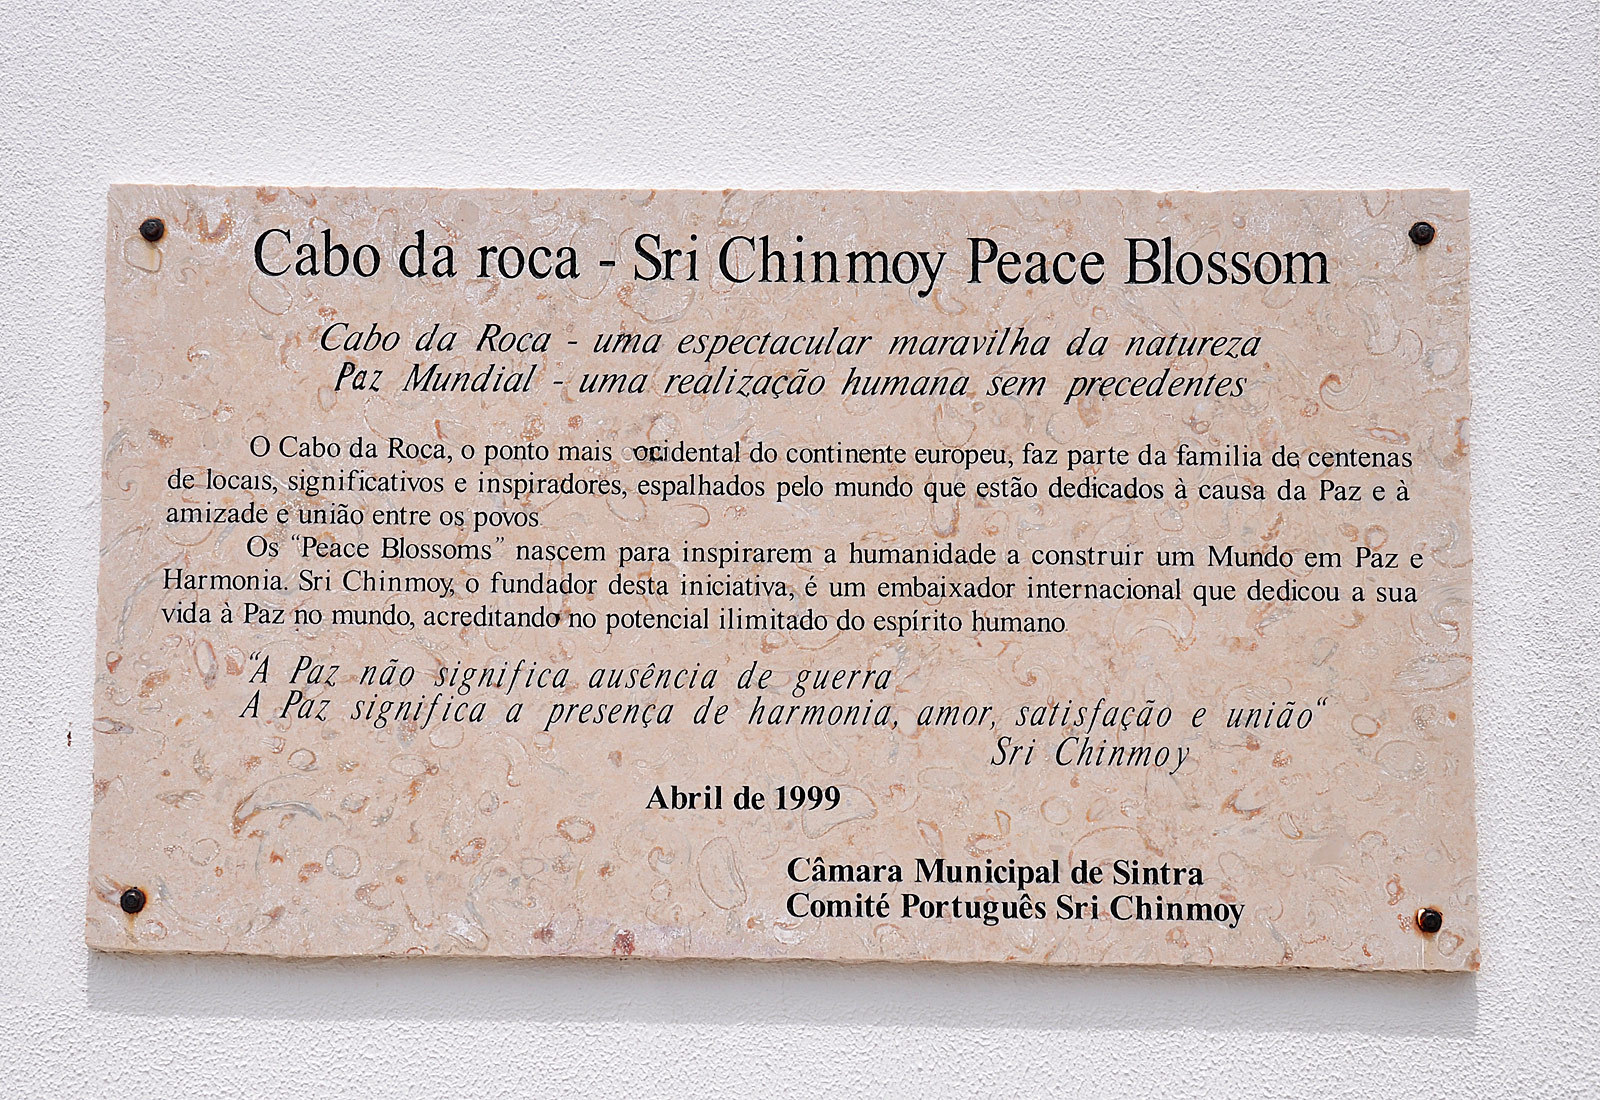 Cabo da roca - Sri Chinmoy Peace Blossom
Cabo da Roca - uma espectacular maravilha da natureza
Paz Mundial - uma realização humana sem precedentes
O Cabo da Roca, o ponto mais ocidental do continente europeu, faz parte da familia de centenas
de locais, significativos e inspiradores, espalhados pelo mundo que estão dedicados à causa da Paz e à
amizade e união entre os povos.
Os “Peace Blossoms” nascem para inspirarem a humanidade a construir um Mundo em Paz e
Harmonia. Sri Chinmoy, o fundador desta iniciativa, é um embaixador internacional que dedicou a sua
vida à Paz no mundo, acreditando no potencial ilimitado do espírito humano.
“A Paz não significa ausência de guerra
A Paz significa a presença de harmonia, amor, satisfação e união“
Sri Chinmoy
Abril de 1999
Câmara Municipal de Sintra
Comité Português Sri Chinmoy